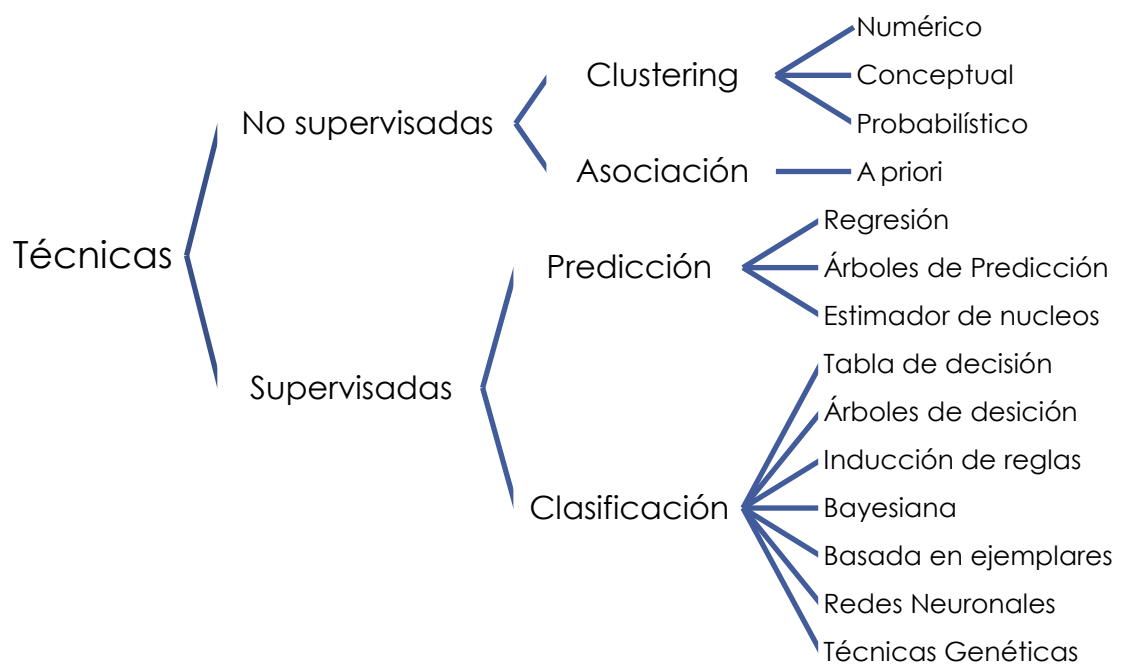 Técnicas
No supervisadas
Clustering
Numérico
Conceptual
Probabilístico
Asociación
A priori
Supervisadas
Predicción
Regresión
Árboles de Predicción
Estimador de nucleos
Clasificación
Tabla de decisión
Árboles de desición
Inducción de reglas
Bayesiana
Basada en ejemplares
Redes Neuronales
Técnicas Genéticas